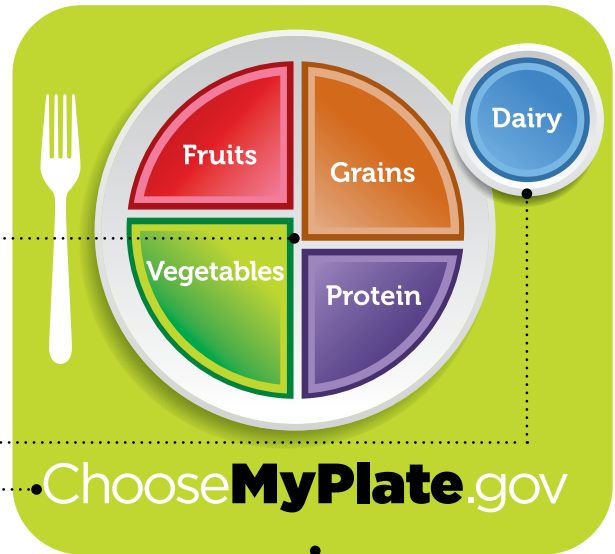 Dairy
Fruits
Grains
Vegetables
Protein
ChooseMyPlate.gov